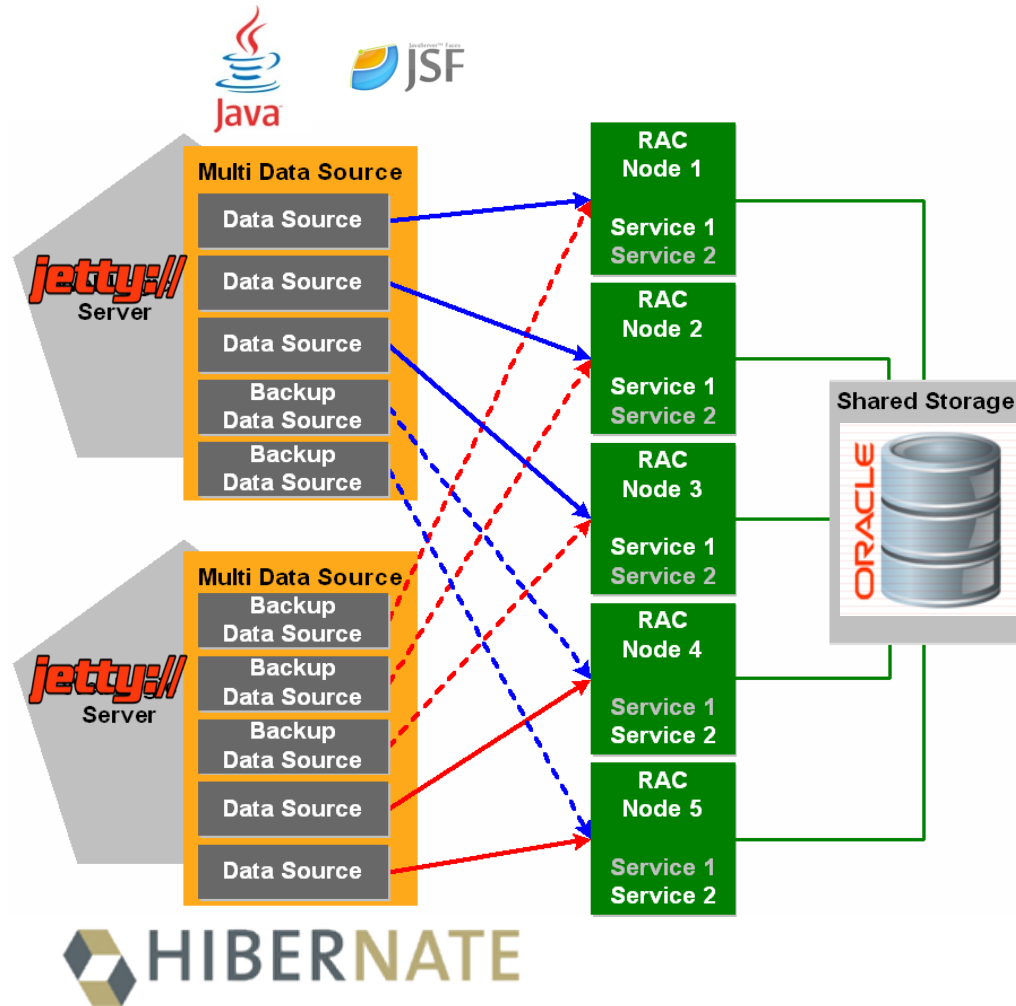 Java
JavaServer™ Faces
JSF
Multi Data Source
Data Source
Data Source
Data Source
Backup
Data Source
Backup
Data Source
jetty://
Server
Multi Data Source
Backup
Data Source
Backup
Data Source
Backup
Data Source
Data Source
Data Source
jetty://
Server
RAC
Node 1
Service 1
Service 2
RAC
Node 2
Service 1
Service 2
RAC
Node 3
Service 1
Service 2
RAC
Node 4
Service 1
Service 2
RAC
Node 5
Service 1
Service 2
Shared Storage
ORACLE
HIBERNATE